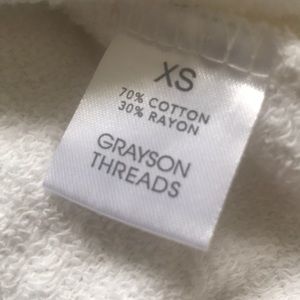 XS
70% COTTON
30% RAYON
GRAYSON
THREADS